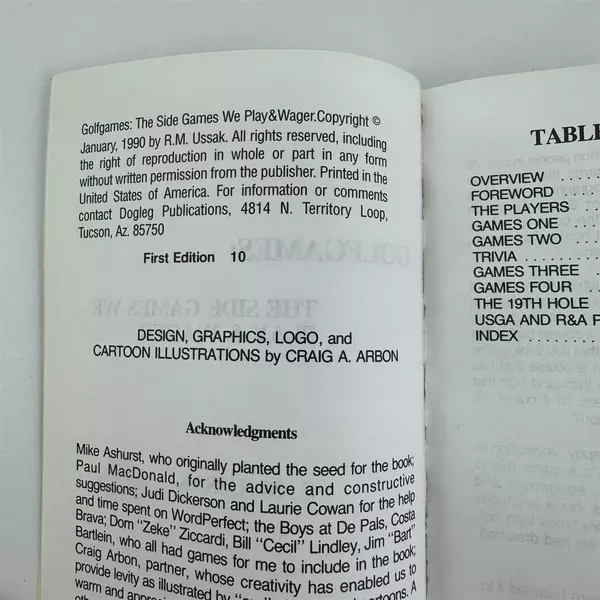 Golfgames: The Side Games We Play&Wager.Copyright ©
January, 1990 by R.M. Ussak. All rights reserved, including
the right of reproduction in whole or part in any form
without written permission from the publisher. Printed in the
United States of America. For information or comments
contact Dogleg Publications, 4814 N. Territory Loop,
Tucson, Az. 85750
First Edition 10
DESIGN, GRAPHICS, LOGO, and
CARTOON ILLUSTRATIONS by CRAIG A. ARBON
Acknowledgments
Mike Ashurst, who originally planted the seed for the book;
Paul MacDonald, for the advice and constructive
suggestions; Judi Dickerson and Laurie Cowan for the help
and time spent on WordPerfect; the Boys at De Pals, Costa
Brava; Dom "Zeke" Ziccardi, Bill "Cecil" Lindley, Jim "Bart"
Bartlein, who all had games for me to include in the book;
Craig Arbon, partner, whose creativity has enabled us to
provide levity as illustrated by cartoons. A
warm and
TABLE
OVERVIEW . . . .
FOREWORD . . . .
THE PLAYERS . . .
GAMES ONE . . . .
GAMES TWO . . . .
TRIVIA . . . . . . .
GAMES THREE . .
GAMES FOUR . . .
THE 19TH HOLE .
USGA AND R&A P
INDEX . . . . . . .